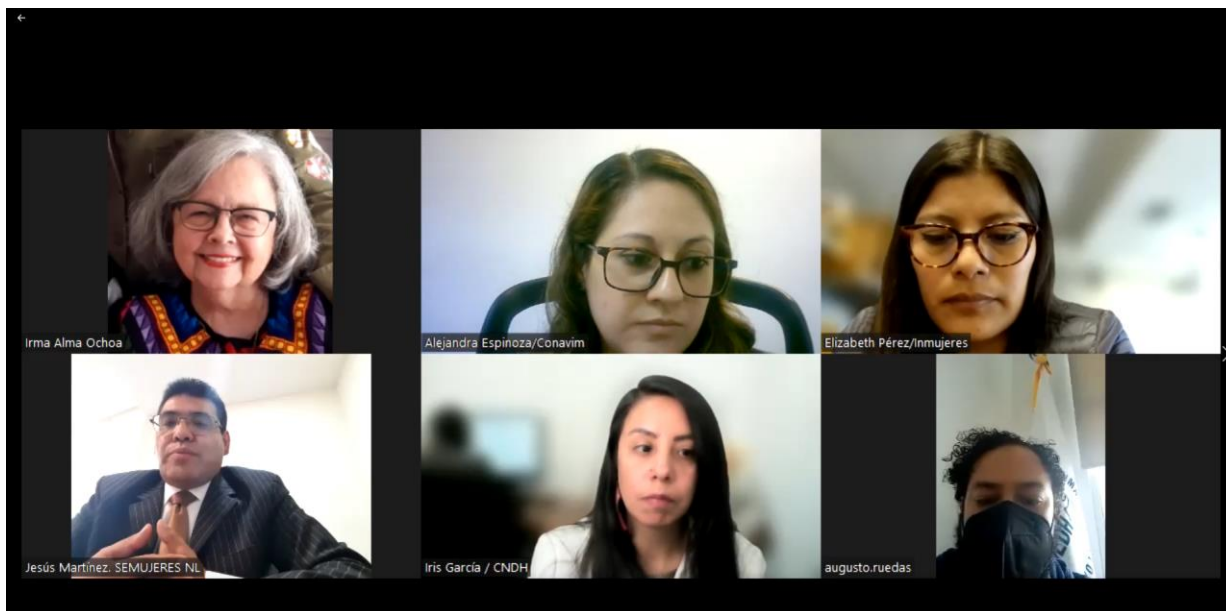 Irma Alma Ochoa
Alejandra Espinoza/Conavim
Elizabeth Pérez/Inmujeres
Jesús Martínez. SEMUJERES NL
Iris García / CNDH
augusto.ruedas